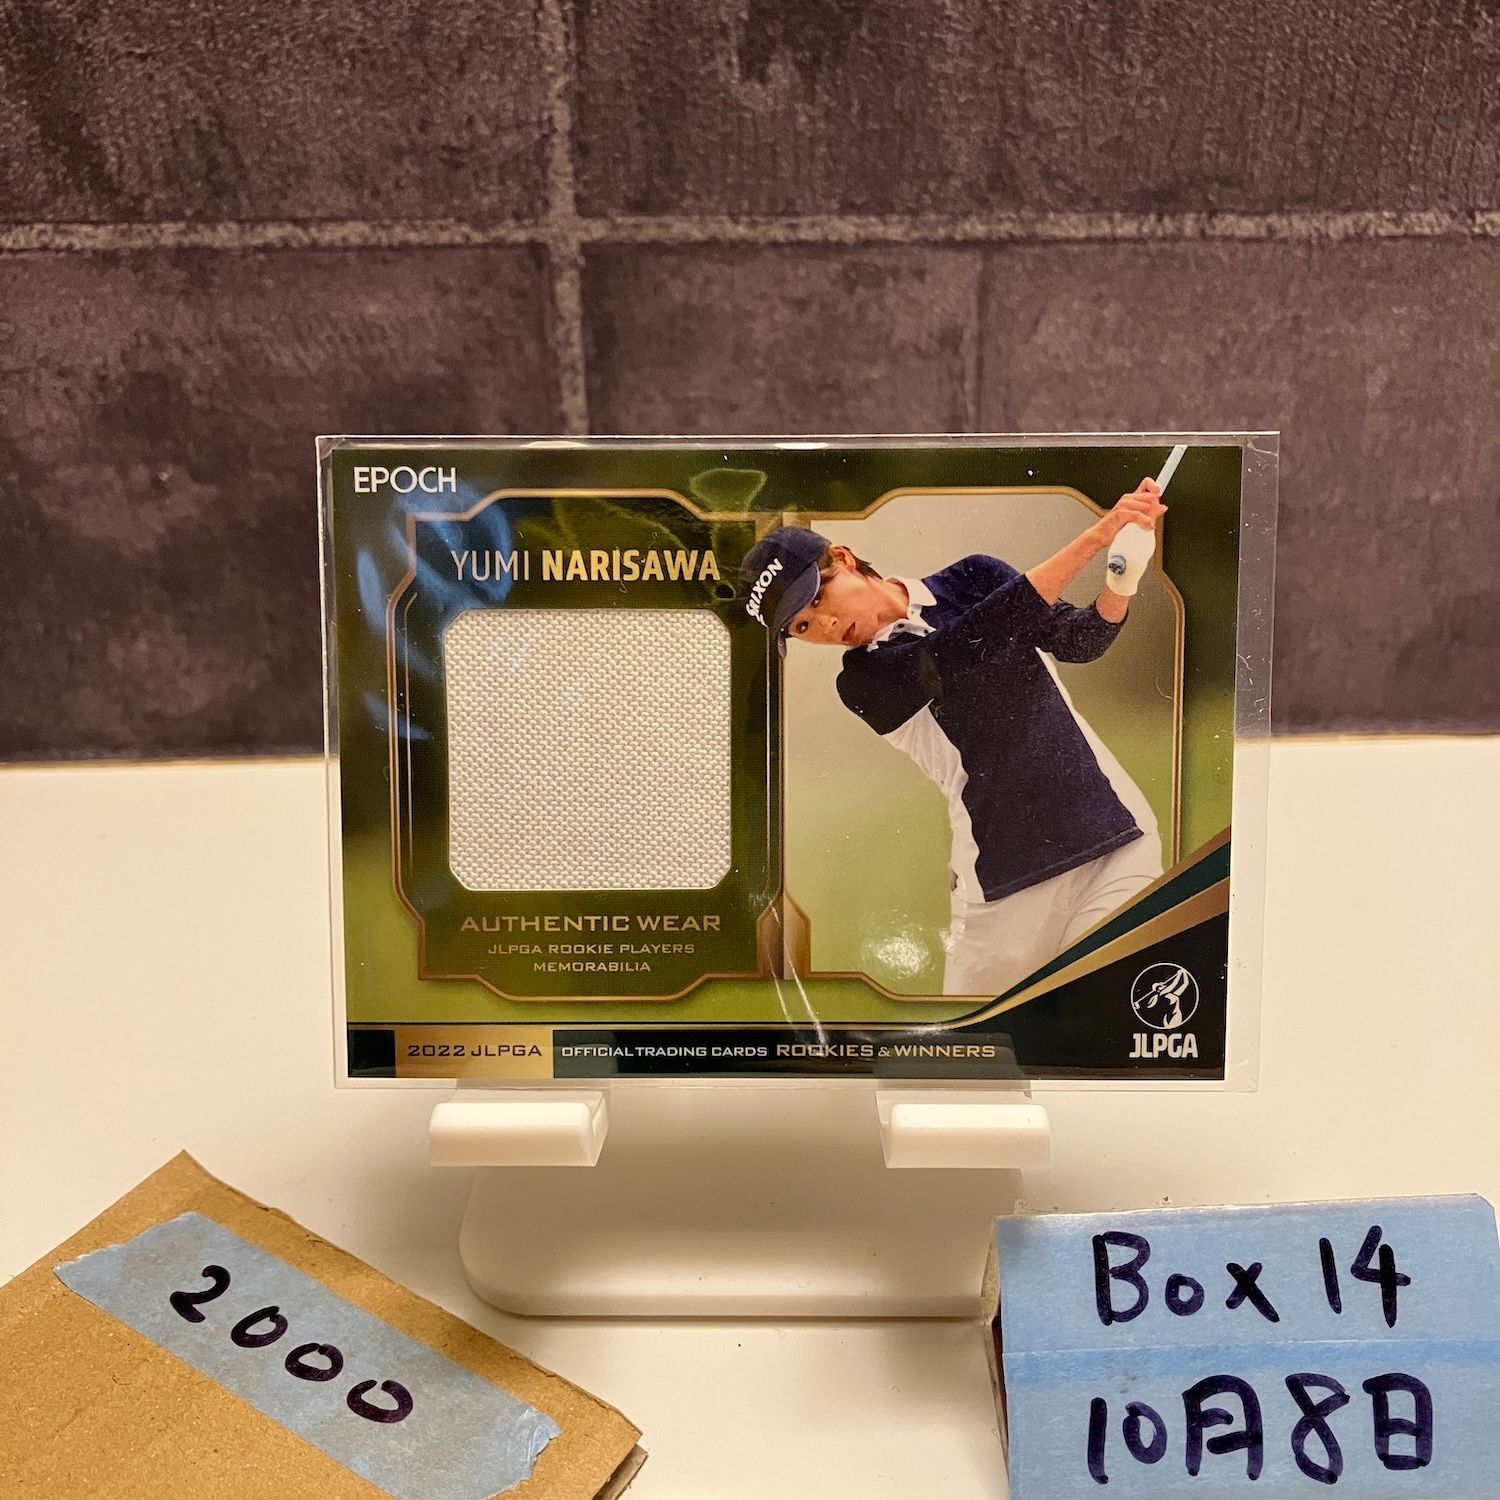 EPOCH
YUMI NARISAWA
SRIXON
AUTHENTIC WEAR
JLPGA ROOKIE PLAYERS
MEMORABILIA
2022 JLPGA OFFICIAL TRADING CARDS ROOKIES & WINNERS
JLPGA
2000
Box 14
10月8日